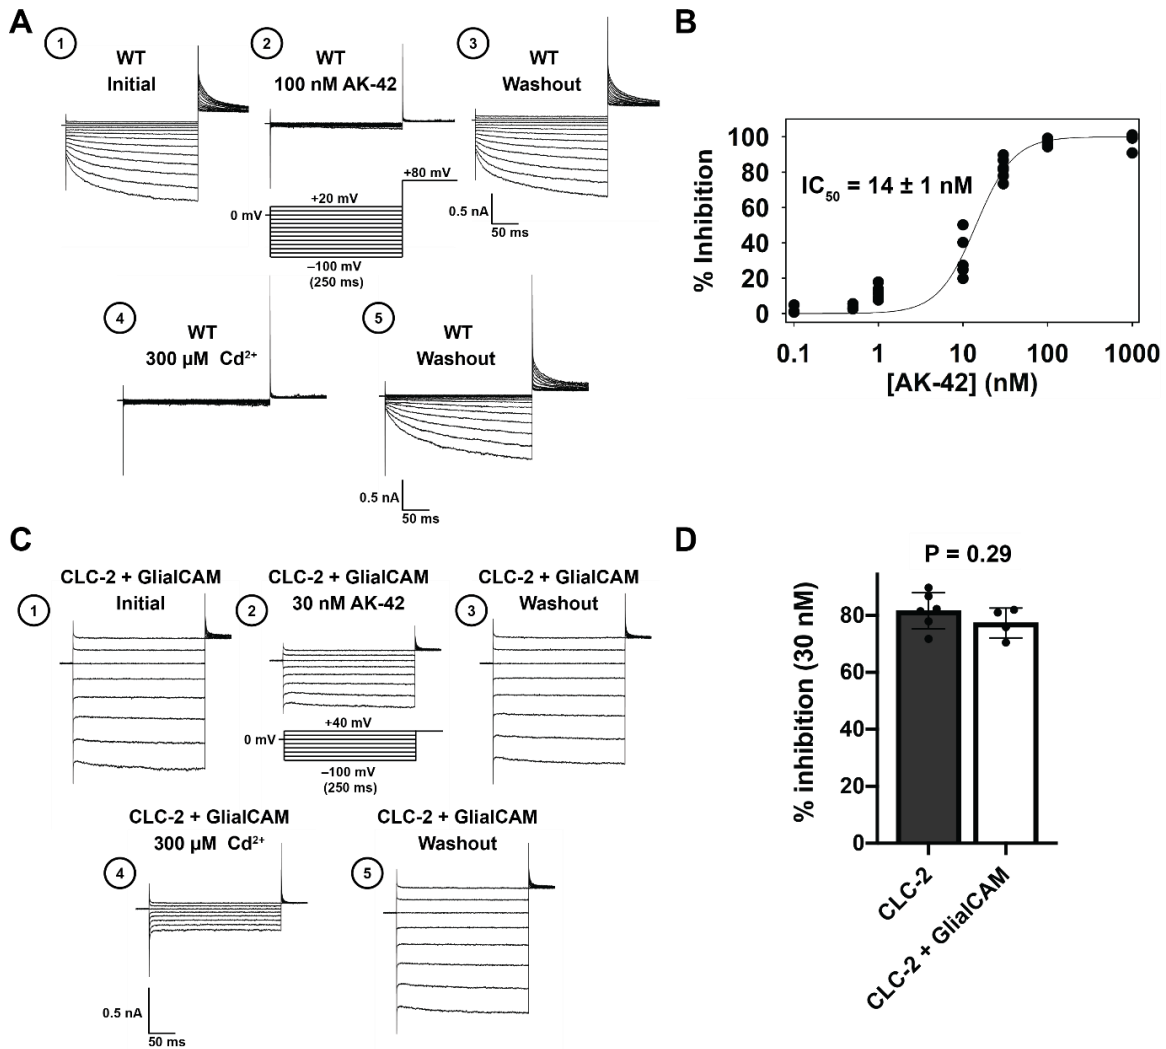 A
B
1
WT
Initial
2
WT
100 nM AK-42
3
WT
Washout
+80 mV
+20 mV
0 mV
–100 mV
(250 ms)
0.5 nA
50 ms
4
WT
300 µM Cd²⁺
5
WT
Washout
0.5 nA
50 ms
% Inhibition
100
80
60
40
20
0
IC₅₀ = 14 ± 1 nM
0.1
1
10
100
1000
[AK-42] (nM)
C
D
CLC-2 + GlialCAM
1
Initial
CLC-2 + GlialCAM
2
30 nM AK-42
CLC-2 + GlialCAM
3
Washout
+40 mV
0 mV
–100 mV
(250 ms)
CLC-2 + GlialCAM
300 µM Cd²⁺
4
CLC-2 + GlialCAM
Washout
5
0.5 nA
50 ms
P = 0.29
% inhibition (30 nM)
80
60
40
20
0
CLC-2
CLC-2 + GlialCAM